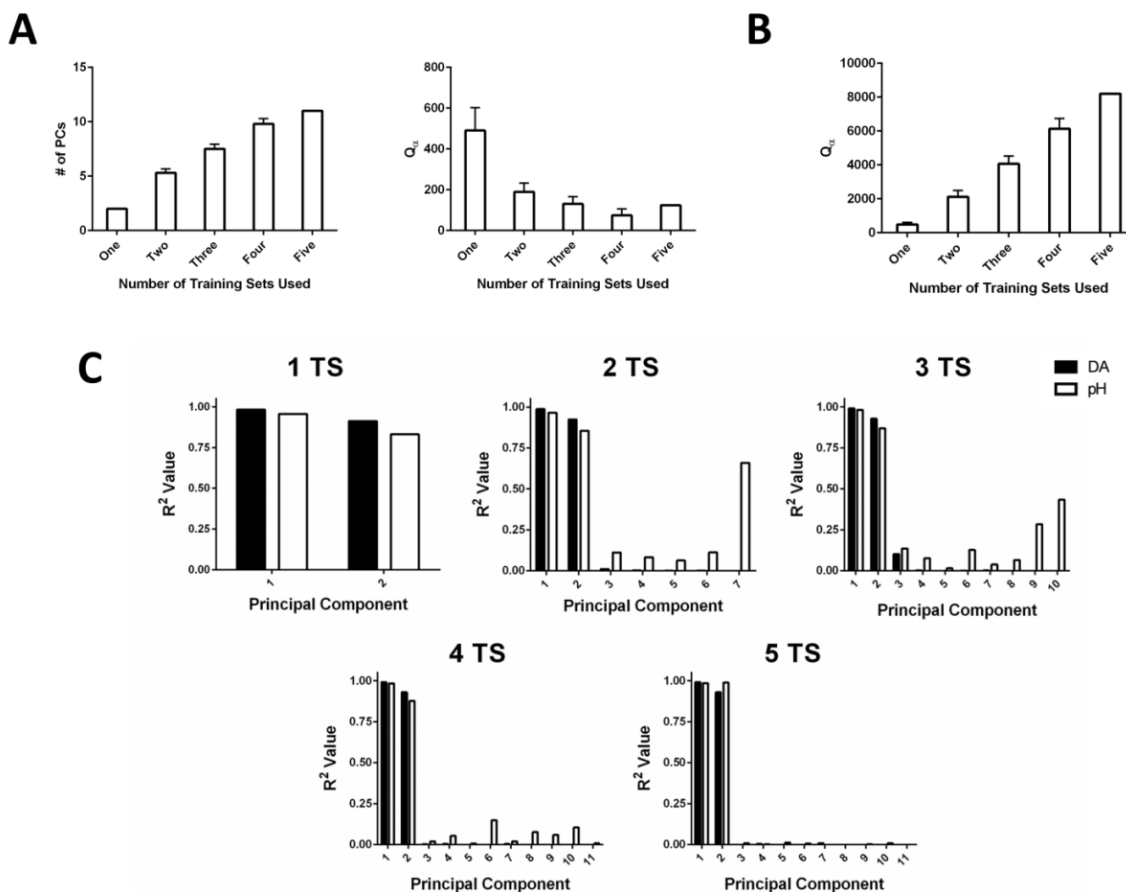 A
B
15
10
5
0
# of PCs
One
Two
Three
Four
Five
Number of Training Sets Used
800
600
400
200
0
Qα
One
Two
Three
Four
Five
Number of Training Sets Used
10000
8000
6000
4000
2000
0
Qα
One
Two
Three
Four
Five
Number of Training Sets Used
C
1 TS
1.00
0.75
0.50
0.25
0.00
R² Value
1
2
Principal Component
2 TS
1.00
0.75
0.50
0.25
0.00
R² Value
1
2
3
4
5
6
7
Principal Component
3 TS
1.00
0.75
0.50
0.25
0.00
R² Value
1
2
3
4
5
6
7
8
9
10
Principal Component
DA
pH
4 TS
1.00
0.75
0.50
0.25
0.00
R² Value
1
2
3
4
5
6
7
8
9
10
11
Principal Component
5 TS
1.00
0.75
0.50
0.25
0.00
R² Value
1
2
3
4
5
6
7
8
9
10
11
Principal Component